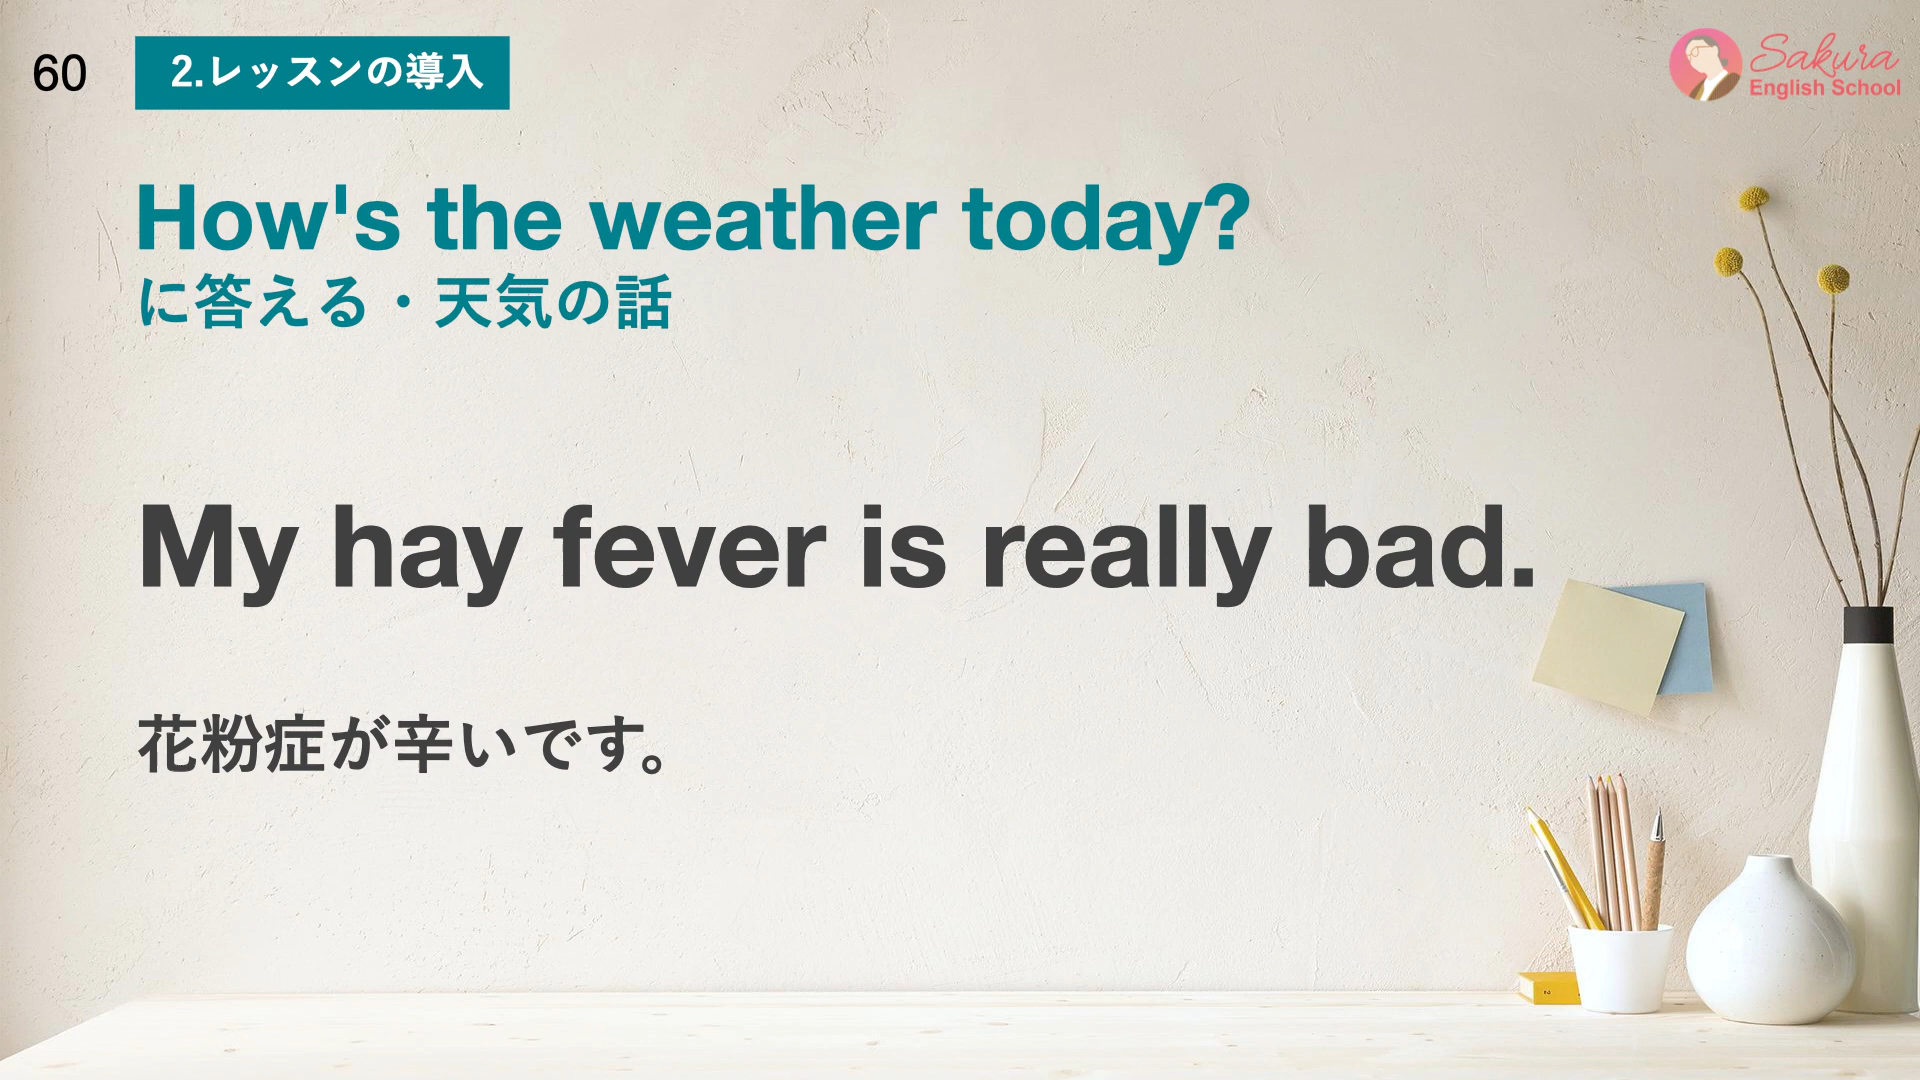 60
2.レッスンの導入
Sakura
English School
How's the weather today?
に答える・天気の話
My hay fever is really bad.
花粉症が辛いです。